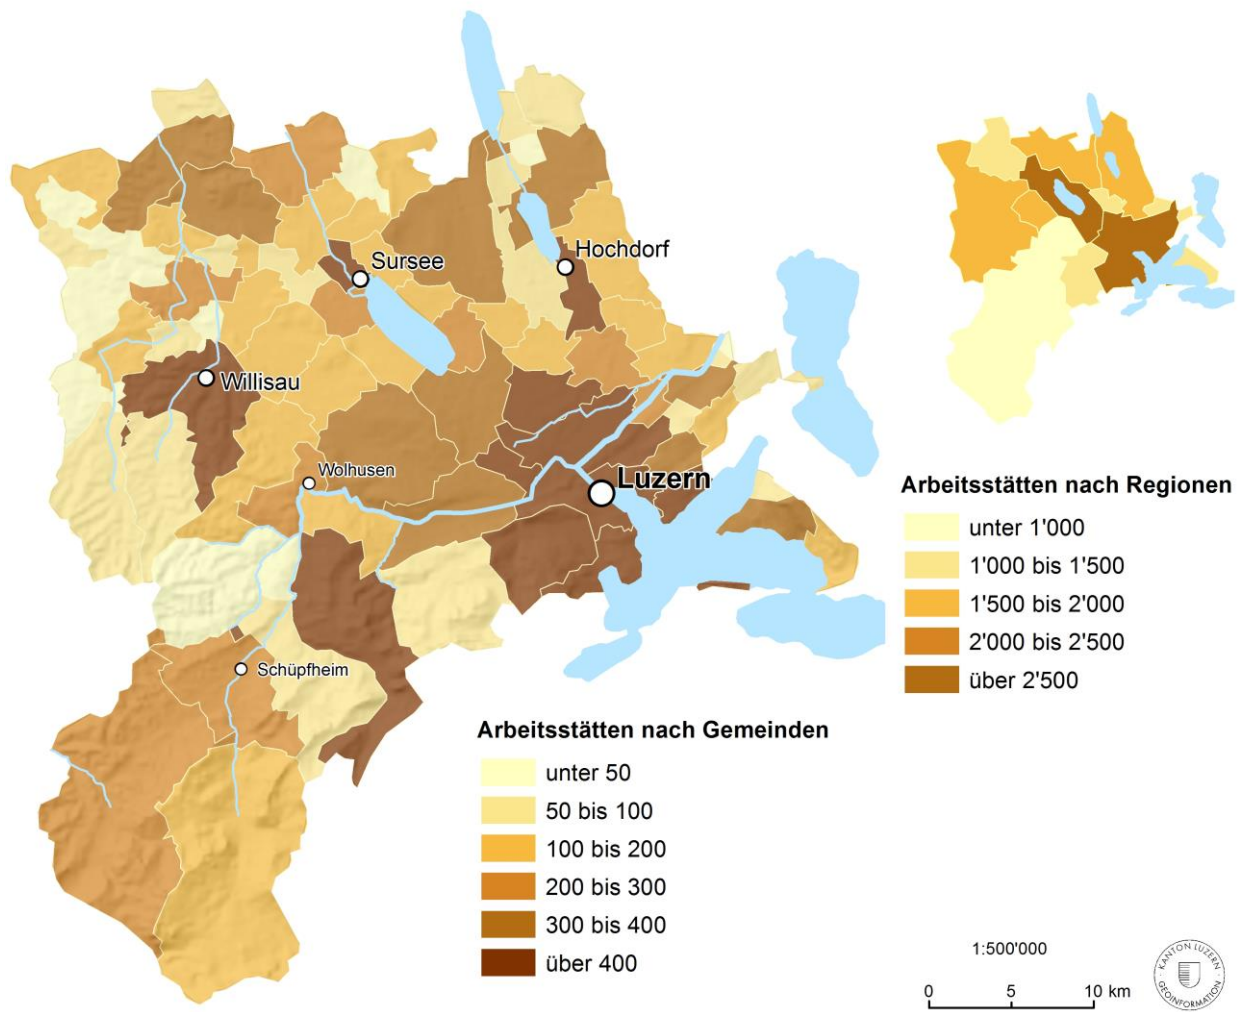 Sursee
Hochdorf
Willisau
Wolhusen
Luzern
Schüpfheim
Arbeitsstätten nach Regionen
unter 1'000
1'000 bis 1'500
1'500 bis 2'000
2'000 bis 2'500
über 2'500
Arbeitsstätten nach Gemeinden
unter 50
50 bis 100
100 bis 200
200 bis 300
300 bis 400
über 400
1:500'000
0 5 10 km
KANTON LUZERN
GEOINFORMATION